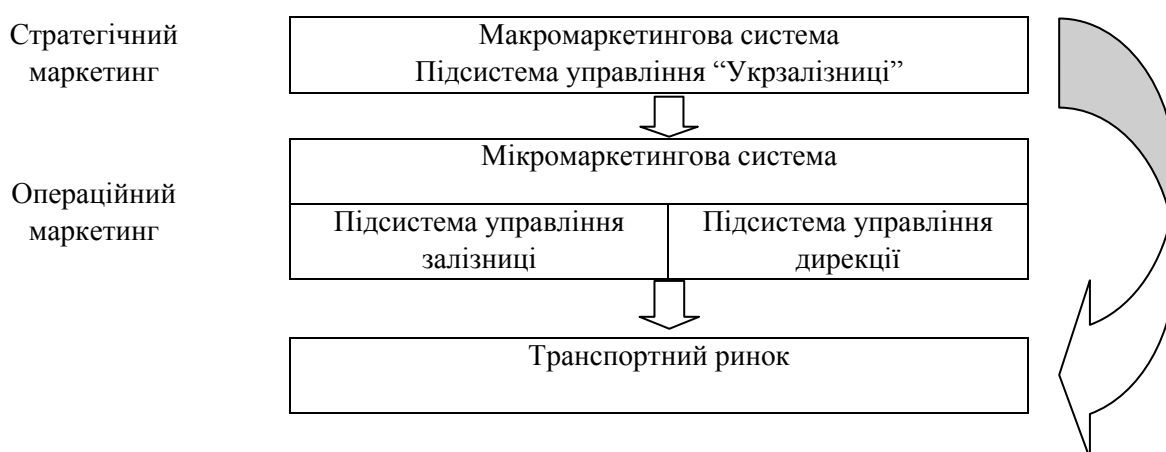 Стратегічний
маркетинг
Макромаркетингова система
Підсистема управління “Укрзалізниці”
Операційний
маркетинг
Мікромаркетингова система
Підсистема управління
залізниці
Підсистема управління
дирекції
Транспортний ринок